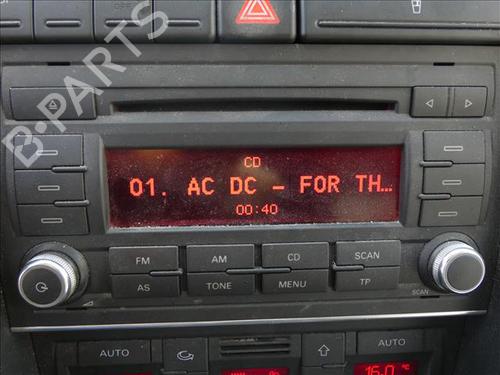 B-PARTS
CD
01. AC DC - FOR TH…
00:40
FM AM CD SCAN
AS TONE MENU TP
SCAN
AUTO AUTO
16.0